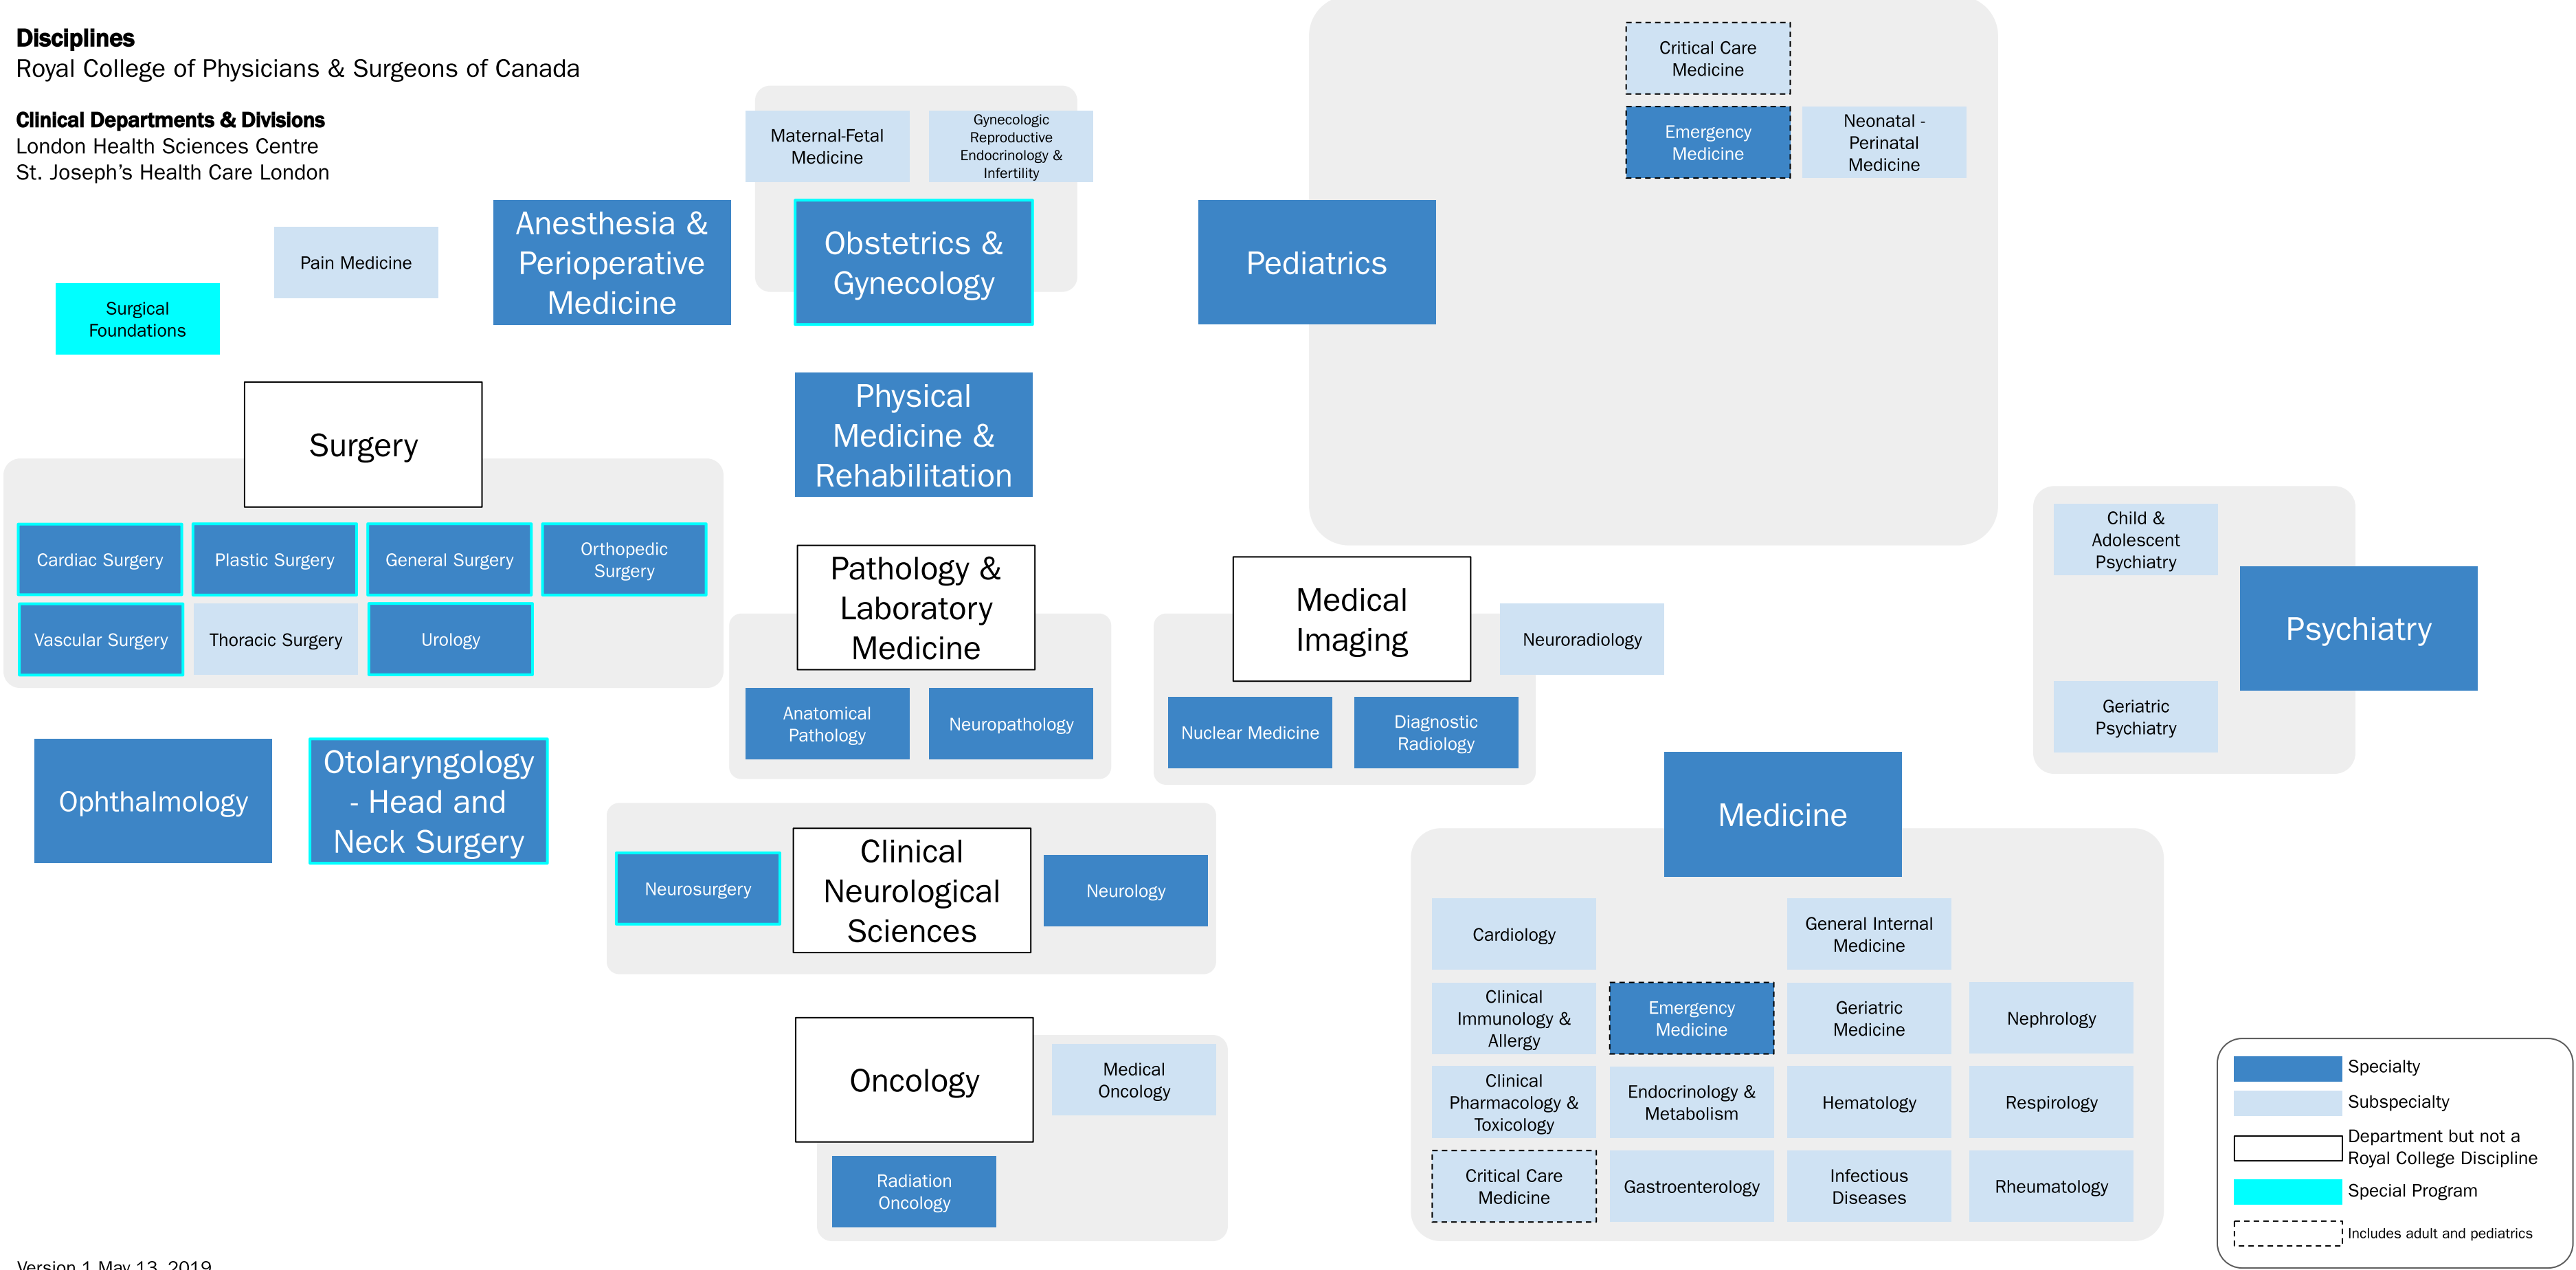 Disciplines
Royal College of Physicians & Surgeons of Canada
Clinical Departments & Divisions
London Health Sciences Centre
St. Joseph's Health Care London
Critical Care
Medicine
Emergency
Medicine
Neonatal -
Perinatal
Medicine
Maternal-Fetal
Medicine
Gynecologic
Reproductive
Endocrinology &
Infertility
Pain Medicine
Anesthesia &
Perioperative
Medicine
Obstetrics &
Gynecology
Pediatrics
Surgical
Foundations
Surgery
Physical
Medicine &
Rehabilitation
Cardiac Surgery
Plastic Surgery
General Surgery
Orthopedic
Surgery
Vascular Surgery
Thoracic Surgery
Urology
Pathology &
Laboratory
Medicine
Anatomical
Pathology
Neuropathology
Medical
Imaging
Neuroradiology
Nuclear Medicine
Diagnostic
Radiology
Child &
Adolescent
Psychiatry
Psychiatry
Geriatric
Psychiatry
Ophthalmology
Otolaryngology
- Head and
Neck Surgery
Neurosurgery
Clinical
Neurological
Sciences
Neurology
Medicine
Cardiology
General Internal
Medicine
Clinical
Immunology &
Allergy
Emergency
Medicine
Geriatric
Medicine
Nephrology
Clinical
Pharmacology &
Toxicology
Endocrinology &
Metabolism
Hematology
Respirology
Critical Care
Medicine
Gastroenterology
Infectious
Diseases
Rheumatology
Oncology
Medical
Oncology
Radiation
Oncology
Specialty
Subspecialty
Department but not a
Royal College Discipline
Special Program
Includes adult and pediatrics
Version 1 May 13, 2019